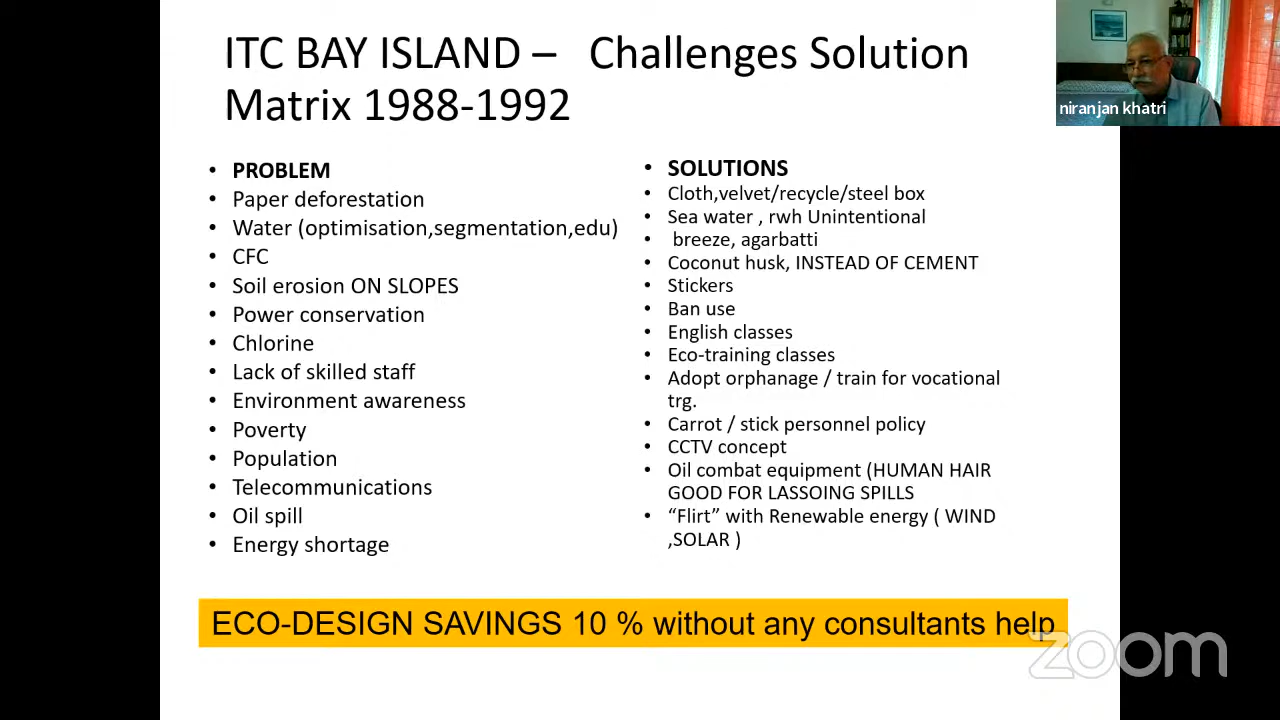 ITC BAY ISLAND – Challenges Solution
Matrix 1988-1992
niranjan khatri
• PROBLEM
• Paper deforestation
• Water (optimisation,segmentation,edu)
• CFC
• Soil erosion ON SLOPES
• Power conservation
• Chlorine
• Lack of skilled staff
• Environment awareness
• Poverty
• Population
• Telecommunications
• Oil spill
• Energy shortage
• SOLUTIONS
• Cloth,velvet/recycle/steel box
• Sea water , rwh Unintentional
• breeze, agarbatti
• Coconut husk, INSTEAD OF CEMENT
• Stickers
• Ban use
• English classes
• Eco-training classes
• Adopt orphanage / train for vocational
trg.
• Carrot / stick personnel policy
• CCTV concept
• Oil combat equipment (HUMAN HAIR
GOOD FOR LASSOING SPILLS
• “Flirt” with Renewable energy ( WIND
,SOLAR )
ECO-DESIGN SAVINGS 10 % without any consultants help
zoom